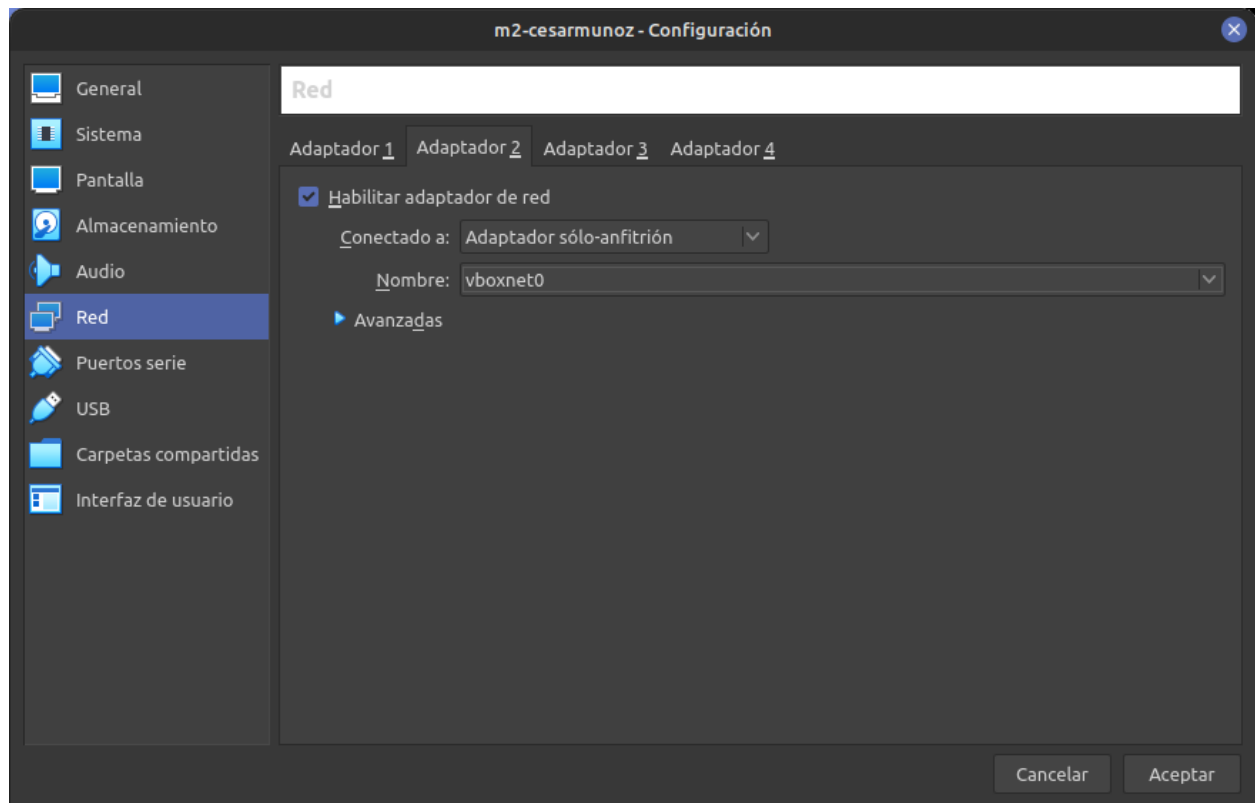 m2-cesarmunoz - Configuración
General
Sistema
Pantalla
Almacenamiento
Audio
Red
Puertos serie
USB
Carpetas compartidas
Interfaz de usuario
Red
Adaptador 1 Adaptador 2 Adaptador 3 Adaptador 4
Habilitar adaptador de red
Conectado a: Adaptador sólo-anfitrión
Nombre: vboxnet0
Avanzadas
Cancelar Aceptar